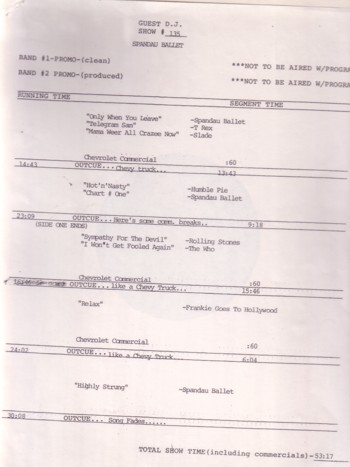 GUEST D.J.
SHOW # 135
SPANDAU BALLET
BAND #1-PROMO-(clean) ***NOT TO BE AIRED W/PROGRA
BAND #2 PROMO-(produced) ***NOT TO BE AIRED W/PROGRA
RUNNING TIME SEGMENT TIME
"Only When You Leave" -Spandau Ballet
"Telegram Sam" -T Rex
"Mama Weer All Crazee Now" -Slade
Chevrolet Commercial :60
14:43 OUTCUE...Chevy truck... 13:43
"Hot'n'Nasty" -Humble Pie
"Chart # One" -Spandau Ballet
23:09 OUTCUE...Here's some comm. breaks.. 9:18
(SIDE ONE ENDS)
"Sympathy For The Devil" -Rolling Stones
"I Won"t Get Fooled Again" -The Who
Chevrolet Commercial :60
OUTCUE...like a Chevy Truck... 15:46
"Relax" -Frankie Goes To Hollywood
Chevrolet Commercial :60
24:02 OUTCUE...like a Chevy Truck... 6:04
"Highly Strung" -Spandau Ballet
30:08 OUTCUE... Song Fades......
TOTAL SHOW TIME(including commercials)-53:17